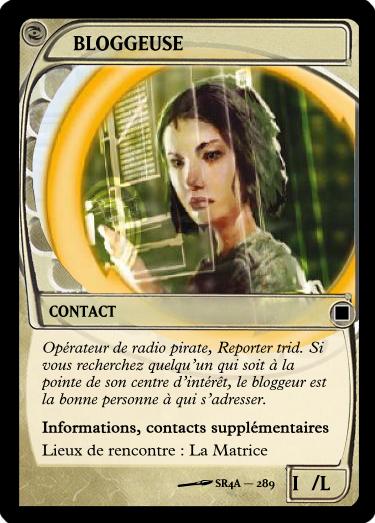 BLOGGEUSE
CONTACT
Opérateur de radio pirate, Reporter trid. Si
vous recherchez quelqu'un qui soit à la
pointe de son centre d'intérêt, le bloggeur est
la bonne personne à qui s'adresser.
Informations, contacts supplémentaires
Lieux de rencontre : La Matrice
SR4A — 289
I /L